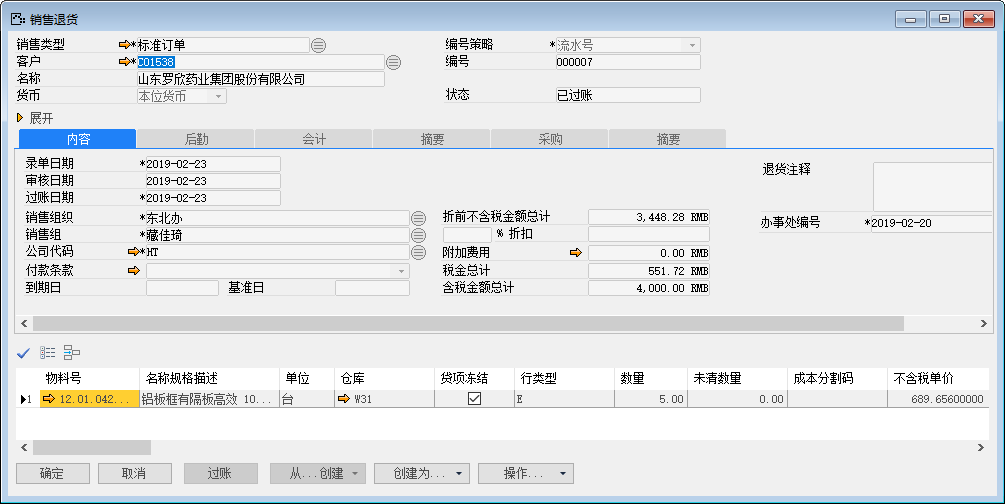 销售退货
销售类型 *标准订单 编号策略 *流水号
客户 *C01538 编号 000007
名称 山东罗欣药业集团股份有限公司
货币 本位货币 状态 已过账
展开
内容 后勤 会计 摘要 采购 摘要
录单日期 *2019-02-23 退货注释
审核日期 2019-02-23
过账日期 *2019-02-23
销售组织 *东北办 折前不含税金额总计 3,448.28 RMB 办事处编号 *2019-02-20
销售组 *藏佳琦 % 折扣
公司代码 *HT 附加费用 0.00 RMB
付款条款 税金总计 551.72 RMB
到期日 基准日 含税金额总计 4,000.00 RMB
物料号 名称规格描述 单位 仓库 贷项冻结 行类型 数量 未清数量 成本分割码 不含税单价
1 12.01.042... 铝板框有隔板高效 10... 台 W31 E 5.00 0.00 689.65600000
确定 取消 过账 从...创建 创建为... 操作...